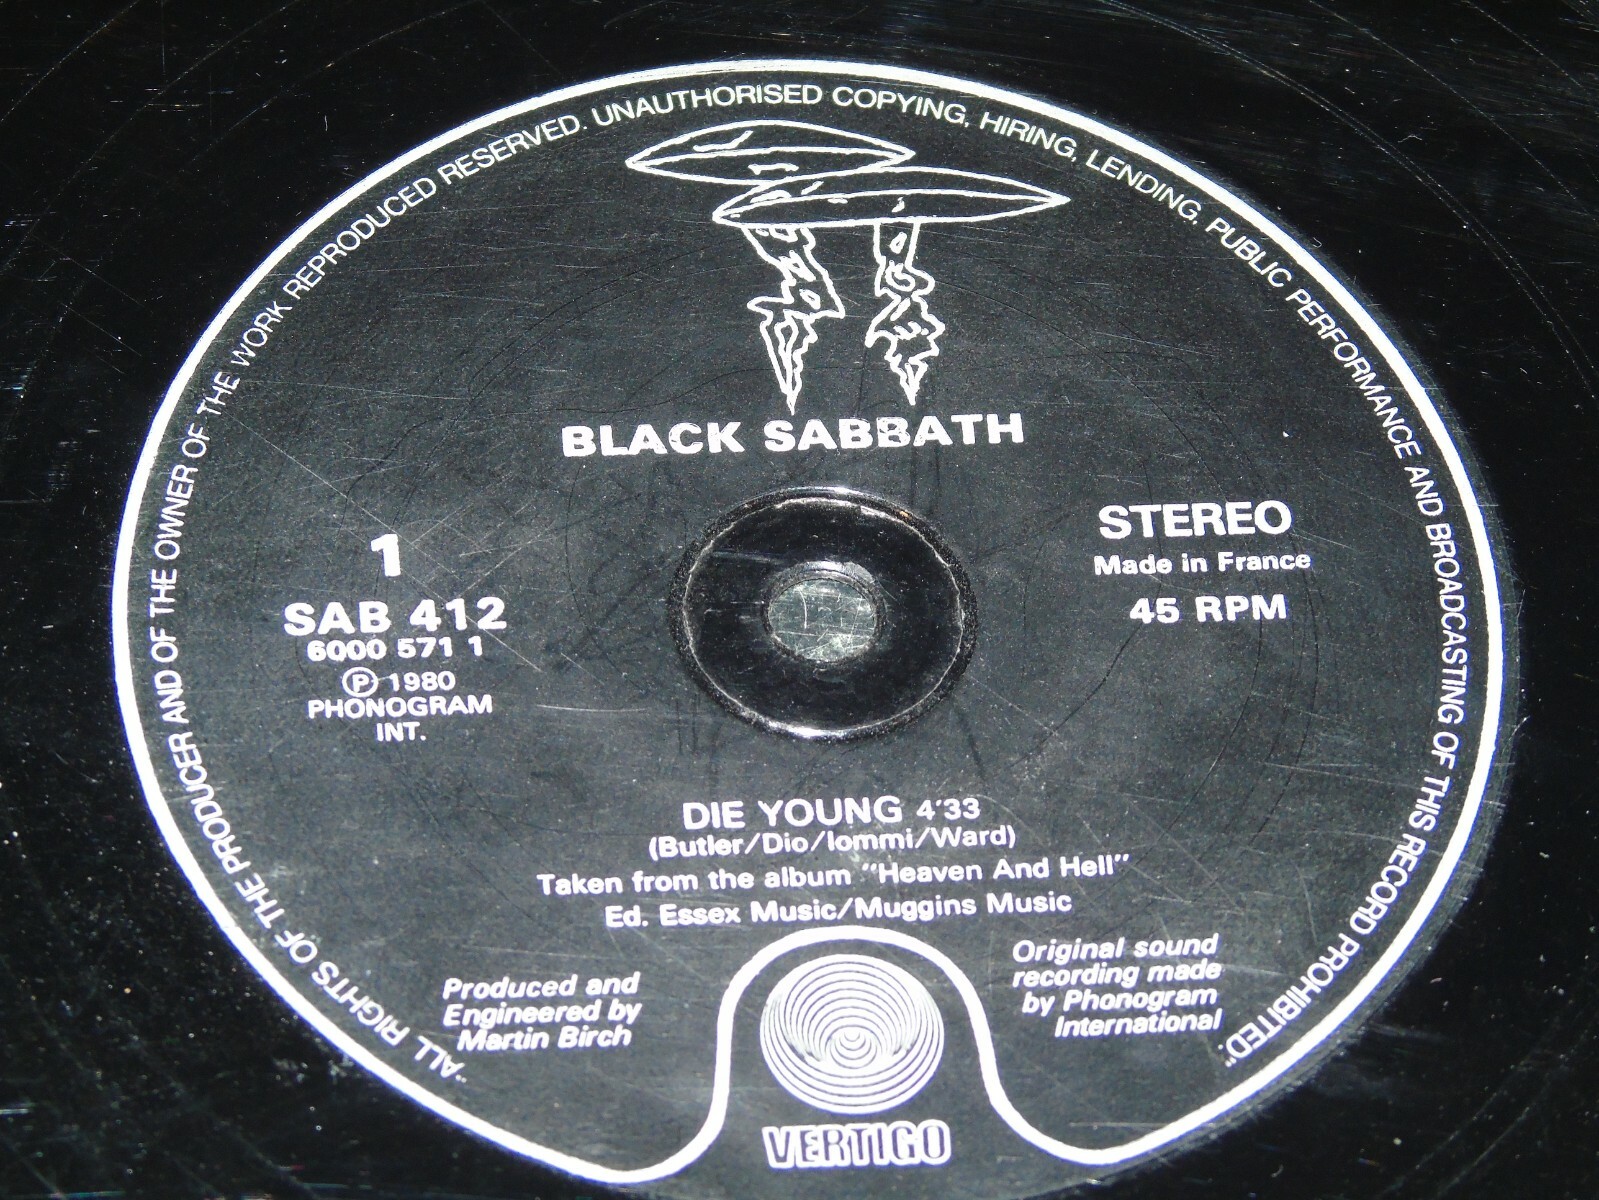 "ALL RIGHTS OF THE PRODUCER AND OF THE OWNER OF THE WORK REPRODUCED RESERVED. UNAUTHORISED COPYING, HIRING, LENDING, PUBLIC PERFORMANCE AND BROADCASTING OF THIS RECORD PROHIBITED."
BLACK SABBATH
1
SAB 412
6000 571 1
Ⓟ 1980
PHONOGRAM
INT.
STEREO
Made in France
45 RPM
DIE YOUNG 4'33
(Butler/Dio/Iommi/Ward)
Taken from the album "Heaven And Hell"
Ed. Essex Music/Muggins Music
Produced and
Engineered by
Martin Birch
Original sound
recording made
by Phonogram
International
VERTIGO